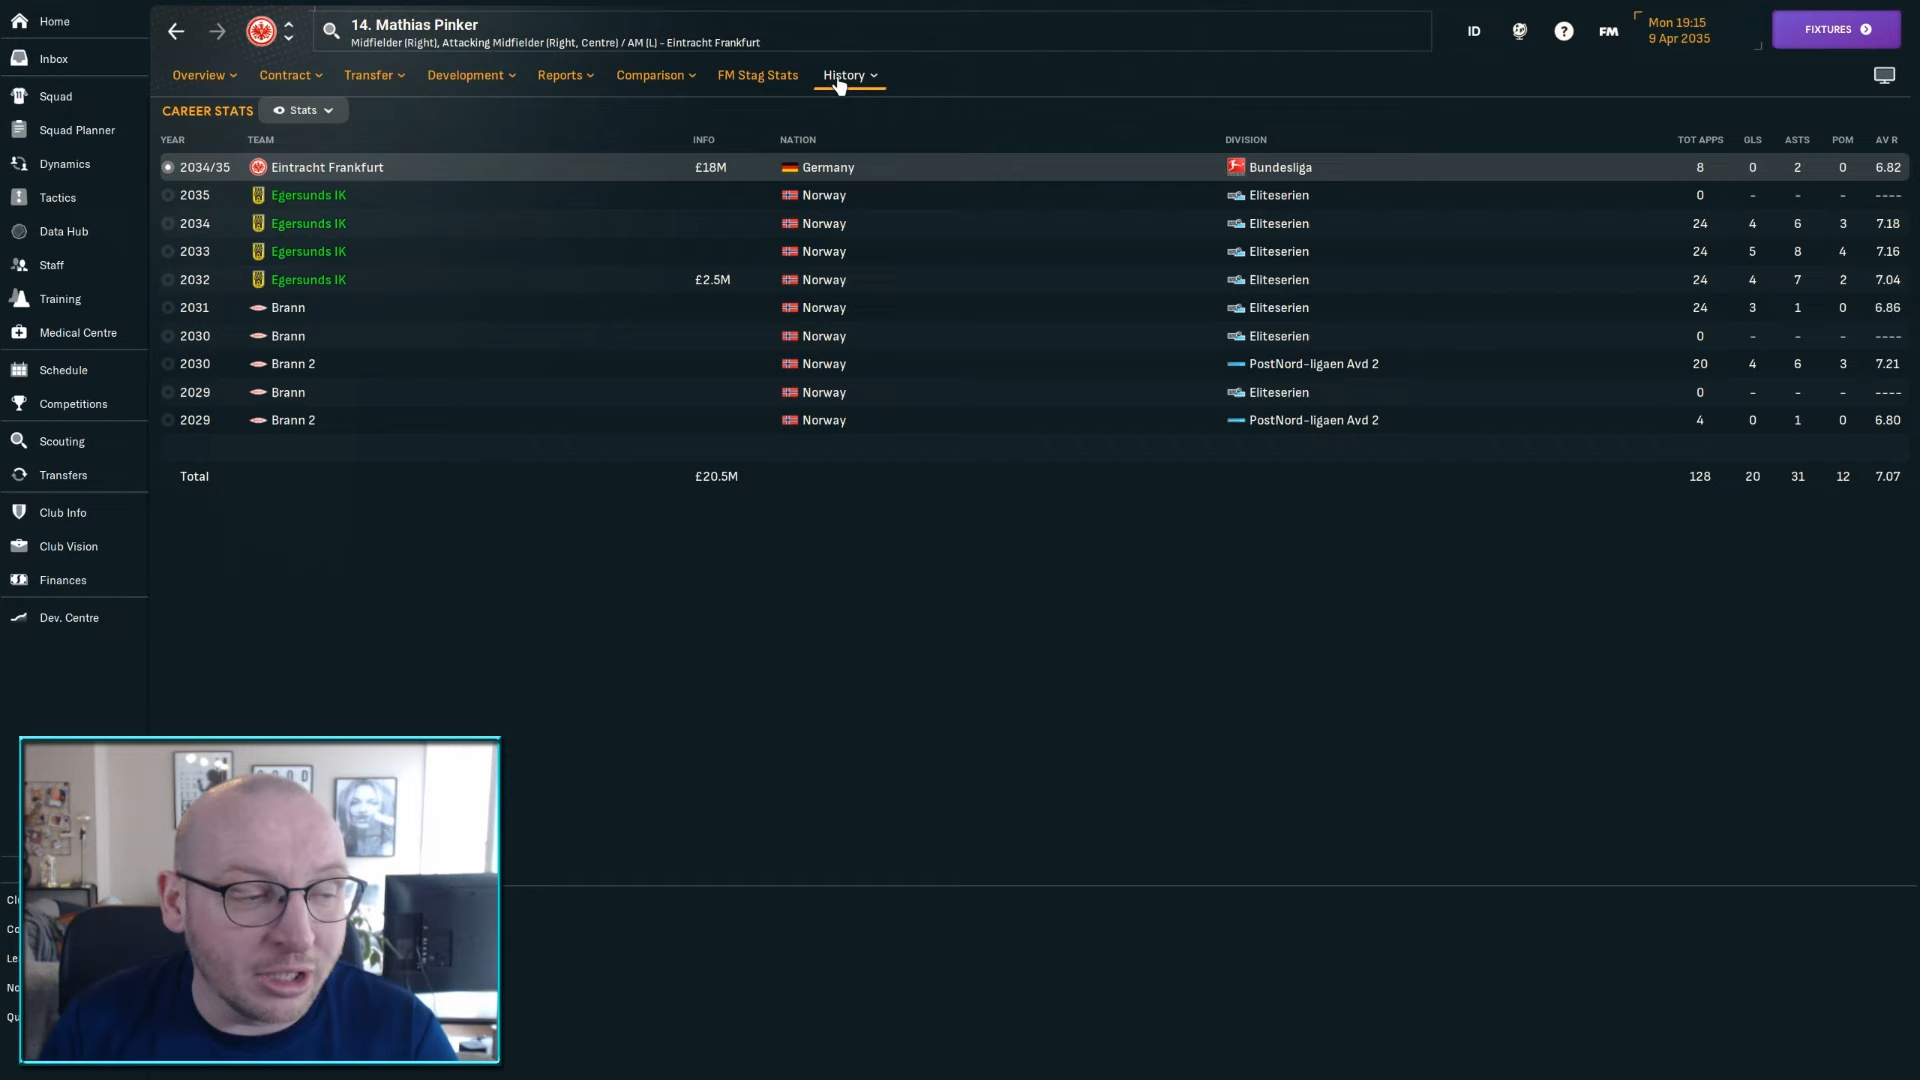 Home
Inbox
Squad
Squad Planner
Dynamics
Tactics
Data Hub
Staff
Training
Medical Centre
Schedule
Competitions
Scouting
Transfers
Club Info
Club Vision
Finances
Dev. Centre
14. Mathias Pinker
Midfielder (Right), Attacking Midfielder (Right, Centre) / AM (L) - Eintracht Frankfurt
ID
?
FM
Mon 19:15
9 Apr 2035
FIXTURES
Overview Contract Transfer Development Reports Comparison FM Stag Stats History
CAREER STATS Stats
YEAR TEAM INFO NATION DIVISION TOT APPS GLS ASTS POM AV R
2034/35 Eintracht Frankfurt £18M Germany Bundesliga 8 0 2 0 6.82
2035 Egersunds IK Norway Eliteserien 0 - - - ----
2034 Egersunds IK Norway Eliteserien 24 4 6 3 7.18
2033 Egersunds IK Norway Eliteserien 24 5 8 4 7.16
2032 Egersunds IK £2.5M Norway Eliteserien 24 4 7 2 7.04
2031 Brann Norway Eliteserien 24 3 1 0 6.86
2030 Brann Norway Eliteserien 0 - - - ----
2030 Brann 2 Norway PostNord-ligaen Avd 2 20 4 6 3 7.21
2029 Brann Norway Eliteserien 0 - - - ----
2029 Brann 2 Norway PostNord-ligaen Avd 2 4 0 1 0 6.80
Total £20.5M 128 20 31 12 7.07